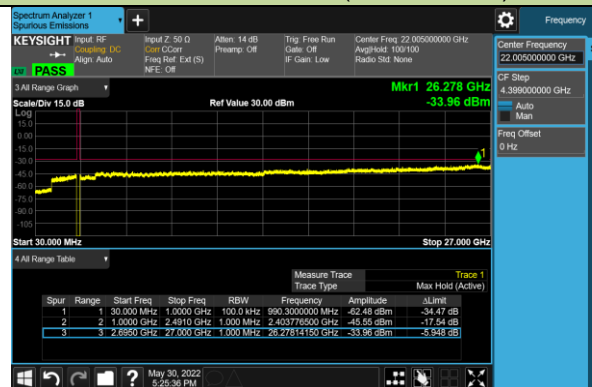 Spectrum Analyzer 1
Spurious Emissions
+
Frequency
KEYSIGHT Input: RF Input Z: 50 Ω Atten: 14 dB Trig: Free Run Center Freq: 22.005000000 GHz
Coupling: DC Corr CCorr Preamp: Off Gate: Off Avg|Hold: 100/100
Align: Auto Freq Ref: Ext (S) IF Gain: Low Radio Std: None
NFE: Off
PASS
Center Frequency
22.005000000 GHz
CF Step
4.399000000 GHz
Auto
Man
Freq Offset
0 Hz
3 All Range Graph
Mkr1 26.278 GHz
Scale/Div 15.0 dB Ref Value 30.00 dBm -33.96 dBm
Log
15.0
0.00
-15.0
-30.0
-45.0
-60.0
-75.0
-90.0
-105
1
Start 30.000 MHz Stop 27.000 GHz
4 All Range Table
Measure Trace Trace 1
Trace Type Max Hold (Active)
Spur Range Start Freq Stop Freq RBW Frequency Amplitude ΔLimit
1 1 30.000 MHz 1.0000 GHz 100.0 kHz 990.3000000 MHz -62.48 dBm -34.47 dB
2 2 1.0000 GHz 2.4910 GHz 1.000 MHz 2.403776500 GHz -45.55 dBm -17.54 dB
3 3 2.6950 GHz 27.000 GHz 1.000 MHz 26.27814150 GHz -33.96 dBm -5.948 dB
? May 30, 2022
5:25:36 PM